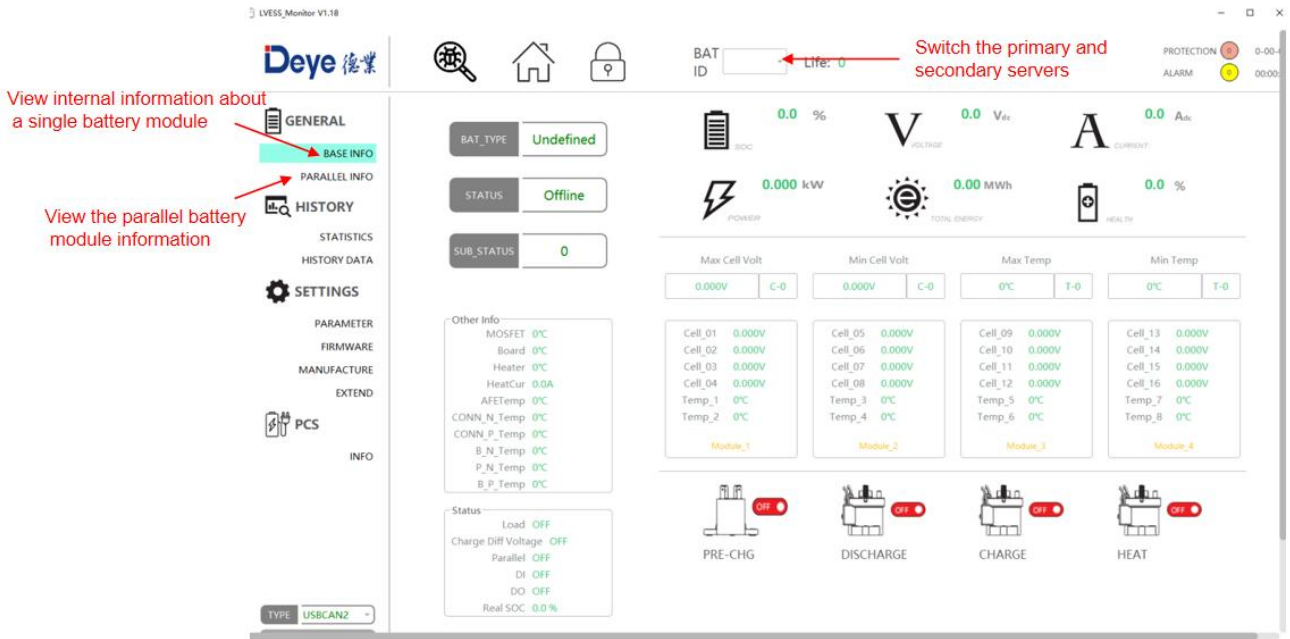 LVESS_Monitor V1.18
Deye 德業
BAT ID
Life: 0
Switch the primary and
secondary servers
PROTECTION 0
ALARM 0
View internal information about
a single battery module
View the parallel battery
module information
GENERAL
BASE INFO
PARALLEL INFO
HISTORY
STATISTICS
HISTORY DATA
SETTINGS
PARAMETER
FIRMWARE
MANUFACTURE
EXTEND
PCS
INFO
TYPE USBCAN2
BAT_TYPE Undefined
STATUS Offline
SUB_STATUS 0
Other Info
MOSFET 0℃
Board 0℃
Heater 0℃
HeatCur 0.0A
AFETemp 0℃
CONN_N_Temp 0℃
CONN_P_Temp 0℃
B_N_Temp 0℃
P_N_Temp 0℃
B_P_Temp 0℃
Status
Load OFF
Charge Diff Voltage OFF
Parallel OFF
DI OFF
DO OFF
Real SOC 0.0 %
0.0 %
SOC
0.0 Vdc
V VOLTAGE
0.0 Adc
A CURRENT
0.000 kW
POWER
0.00 MWh
TOTAL ENERGY
0.0 %
HEALTH
Max Cell Volt
0.000V C-0
Min Cell Volt
0.000V C-0
Max Temp
0℃ T-0
Min Temp
0℃ T-0
Cell_01 0.000V
Cell_02 0.000V
Cell_03 0.000V
Cell_04 0.000V
Temp_1 0℃
Temp_2 0℃
Module_1
Cell_05 0.000V
Cell_06 0.000V
Cell_07 0.000V
Cell_08 0.000V
Temp_3 0℃
Temp_4 0℃
Module_2
Cell_09 0.000V
Cell_10 0.000V
Cell_11 0.000V
Cell_12 0.000V
Temp_5 0℃
Temp_6 0℃
Module_3
Cell_13 0.000V
Cell_14 0.000V
Cell_15 0.000V
Cell_16 0.000V
Temp_7 0℃
Temp_8 0℃
Module_4
OFF
PRE-CHG
OFF
DISCHARGE
OFF
CHARGE
OFF
HEAT